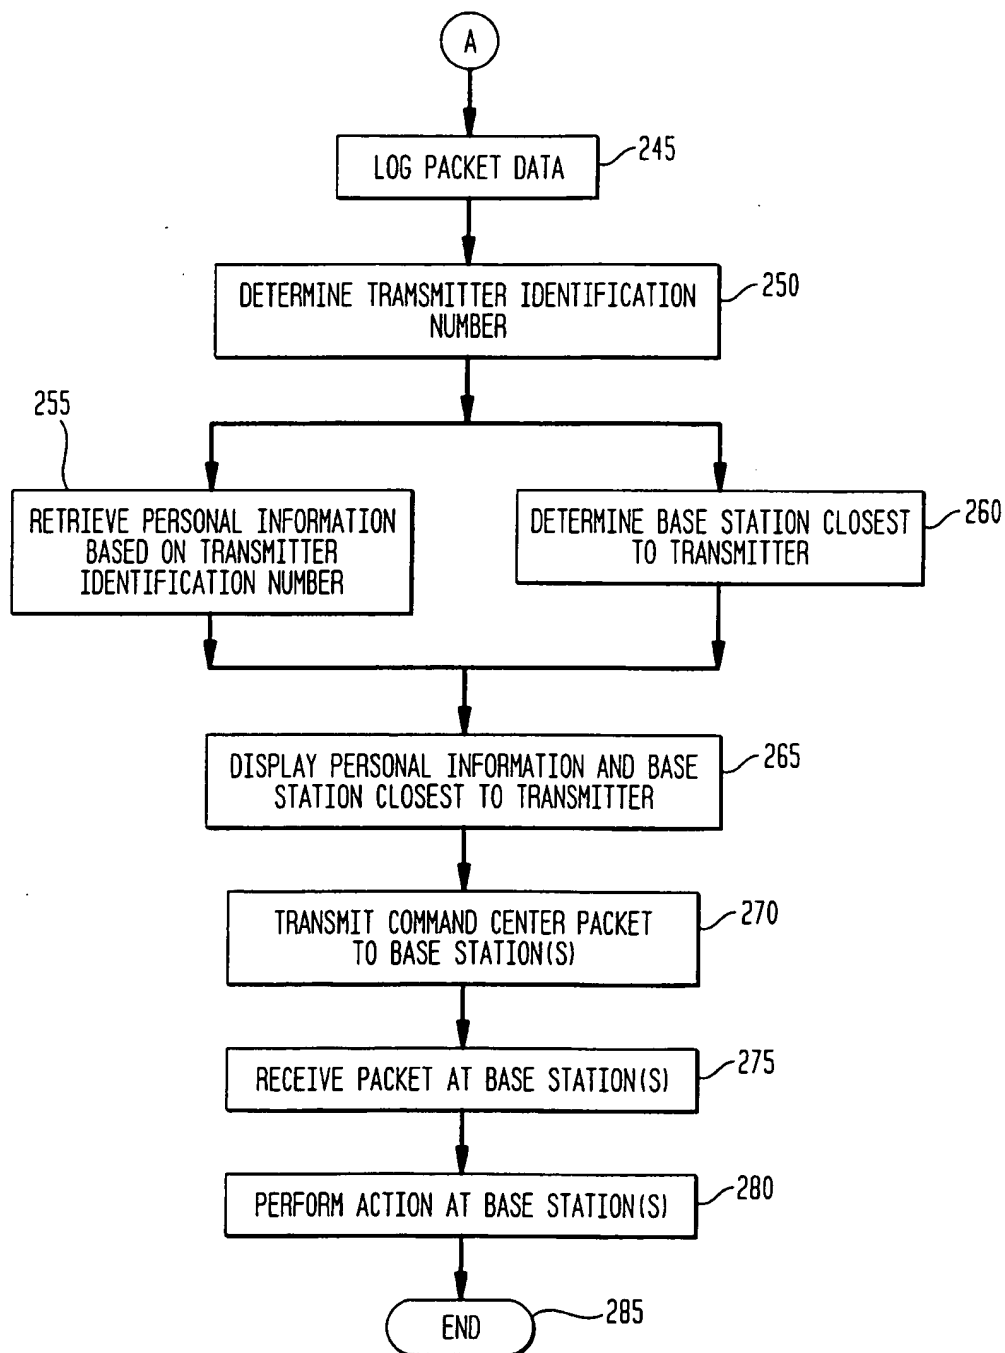 A
LOG PACKET DATA
245
DETERMINE TRAMSMITTER IDENTIFICATION
NUMBER
250
255
RETRIEVE PERSONAL INFORMATION
BASED ON TRANSMITTER
IDENTIFICATION NUMBER
DETERMINE BASE STATION CLOSEST
TO TRANSMITTER
260
DISPLAY PERSONAL INFORMATION AND BASE
STATION CLOSEST TO TRANSMITTER
265
TRANSMIT COMMAND CENTER PACKET
TO BASE STATION(S)
270
RECEIVE PACKET AT BASE STATION(S)
275
PERFORM ACTION AT BASE STATION(S)
280
END
285